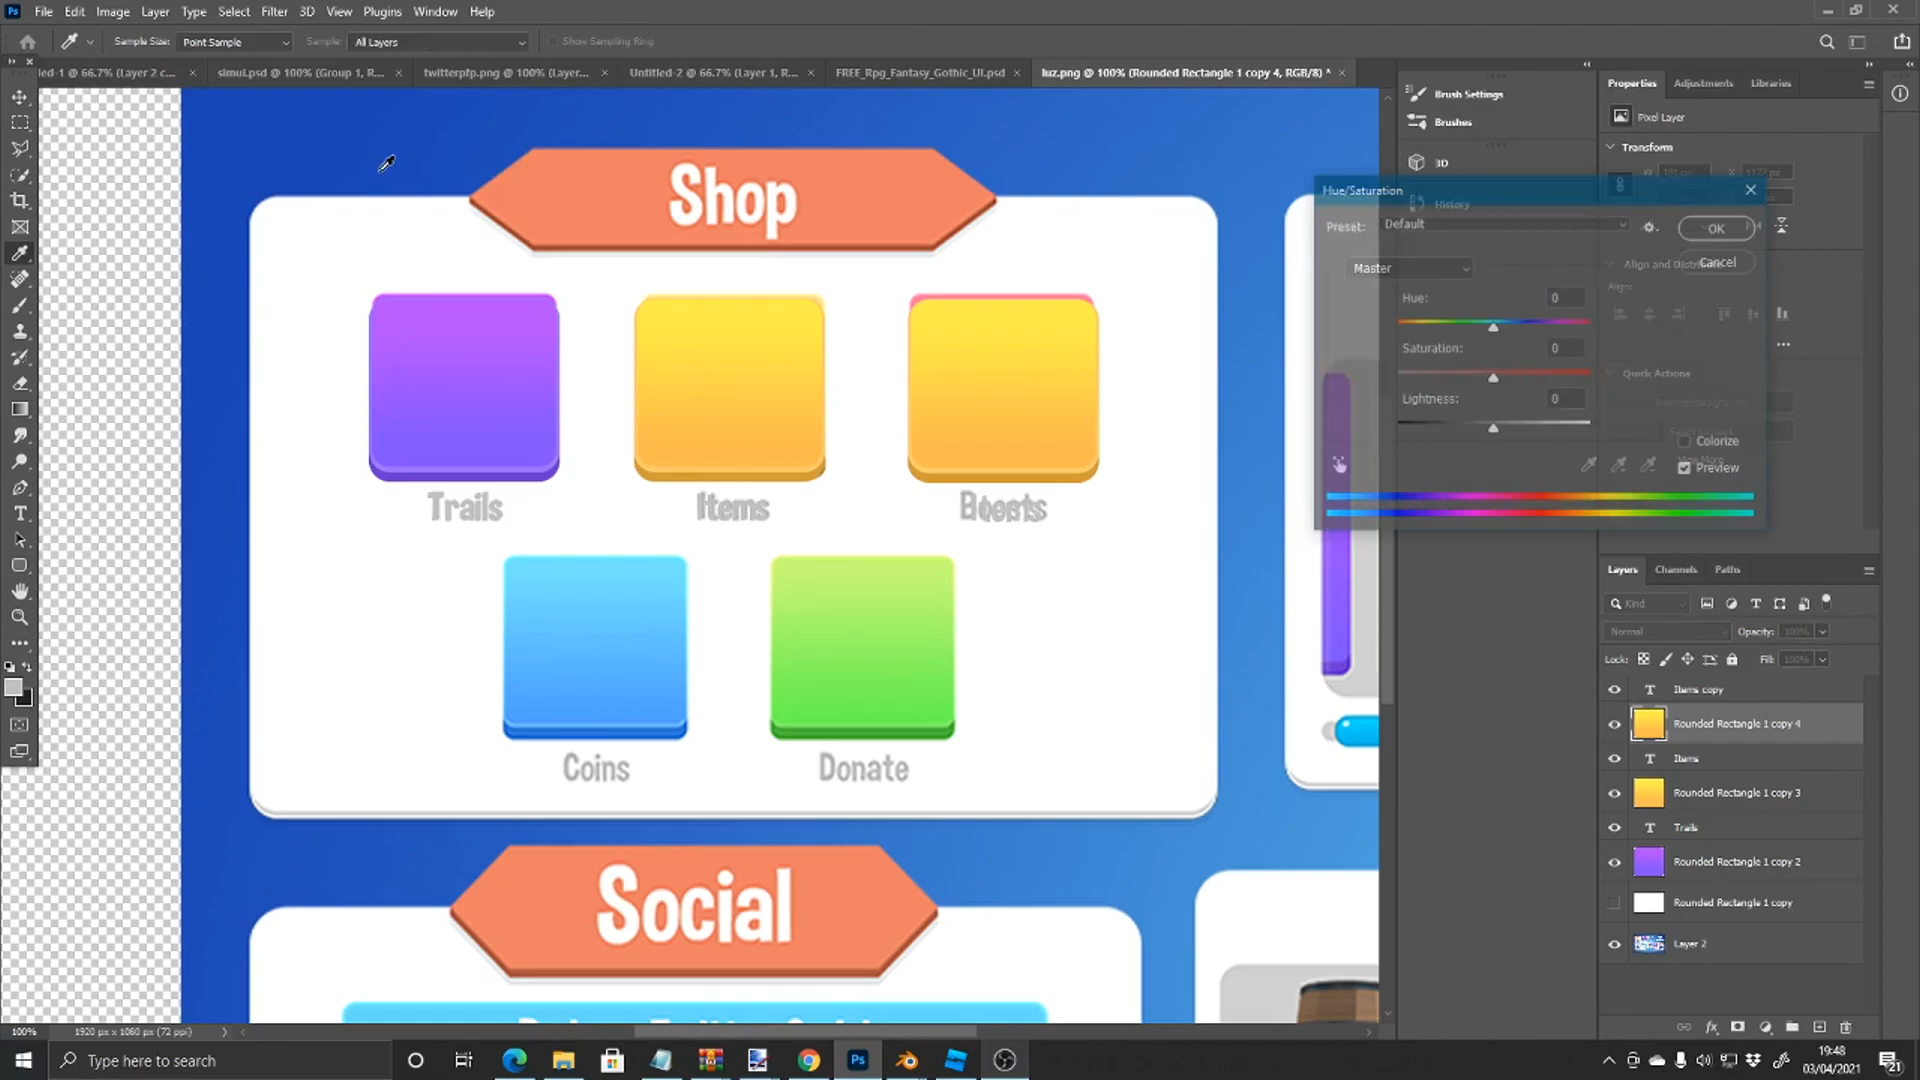 File Edit Image Layer Type Select Filter 3D View Plugins Window Help
Sample Size: Point Sample Sample: All Layers Show Sampling Ring
led-1 @ 66.7% (Layer 2 c... simui.psd @ 100% (Group 1, R... twitterpfp.png @ 100% (Layer... Untitled-2 @ 66.7% (Layer 1, R... FREE_Rpg_Fantasy_Gothic_UI.psd luz.png @ 100% (Rounded Rectangle 1 copy 4, RGB/8) *
Brush Settings
Brushes
3D
History
Properties Adjustments Libraries
Pixel Layer
Transform
Hue/Saturation
Preset: Default
OK
Cancel
Master
Hue: 0
Saturation: 0
Lightness: 0
Colorize
Preview
Align:
Quick Actions
Shop
Trails
Items
Coins
Donate
Social
Layers Channels Paths
Kind
Normal Opacity: 100%
Lock: Fill: 100%
Items copy
Rounded Rectangle 1 copy 4
Items
Rounded Rectangle 1 copy 3
Trails
Rounded Rectangle 1 copy 2
Rounded Rectangle 1 copy
Layer 2
100% 1920 px x 1080 px (72 ppi)
Type here to search
Ps
19:48
03/04/2021
21